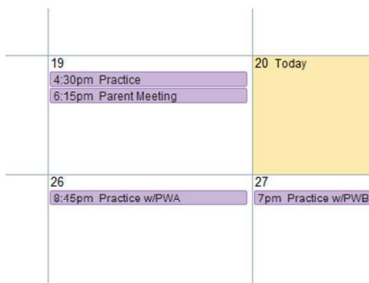 19
20 Today
4:30pm Practice
6:15pm Parent Meeting
26
27
8:45pm Practice w/PWA
7pm Practice w/PWB